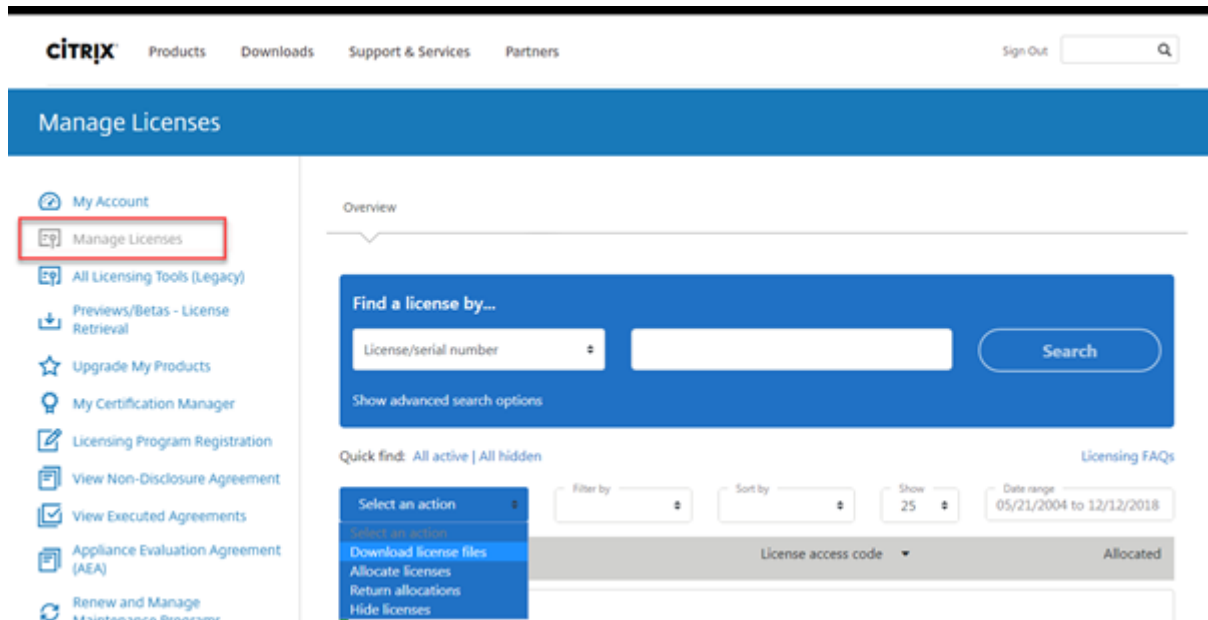 CİTRIX Products Downloads Support & Services Partners Sign Out
Manage Licenses
My Account
Manage Licenses
All Licensing Tools (Legacy)
Previews/Betas - License
Retrieval
Upgrade My Products
My Certification Manager
Licensing Program Registration
View Non-Disclosure Agreement
View Executed Agreements
Appliance Evaluation Agreement
(AEA)
Renew and Manage
Maintenance Programs
Overview
Find a license by...
License/serial number
Search
Show advanced search options
Quick find: All active | All hidden
Licensing FAQs
Select an action
Filter by
Sort by
Show
25
Date range
05/21/2004 to 12/12/2018
Select an action
Download license files
Allocate licenses
Return allocations
Hide licenses
License access code
Allocated